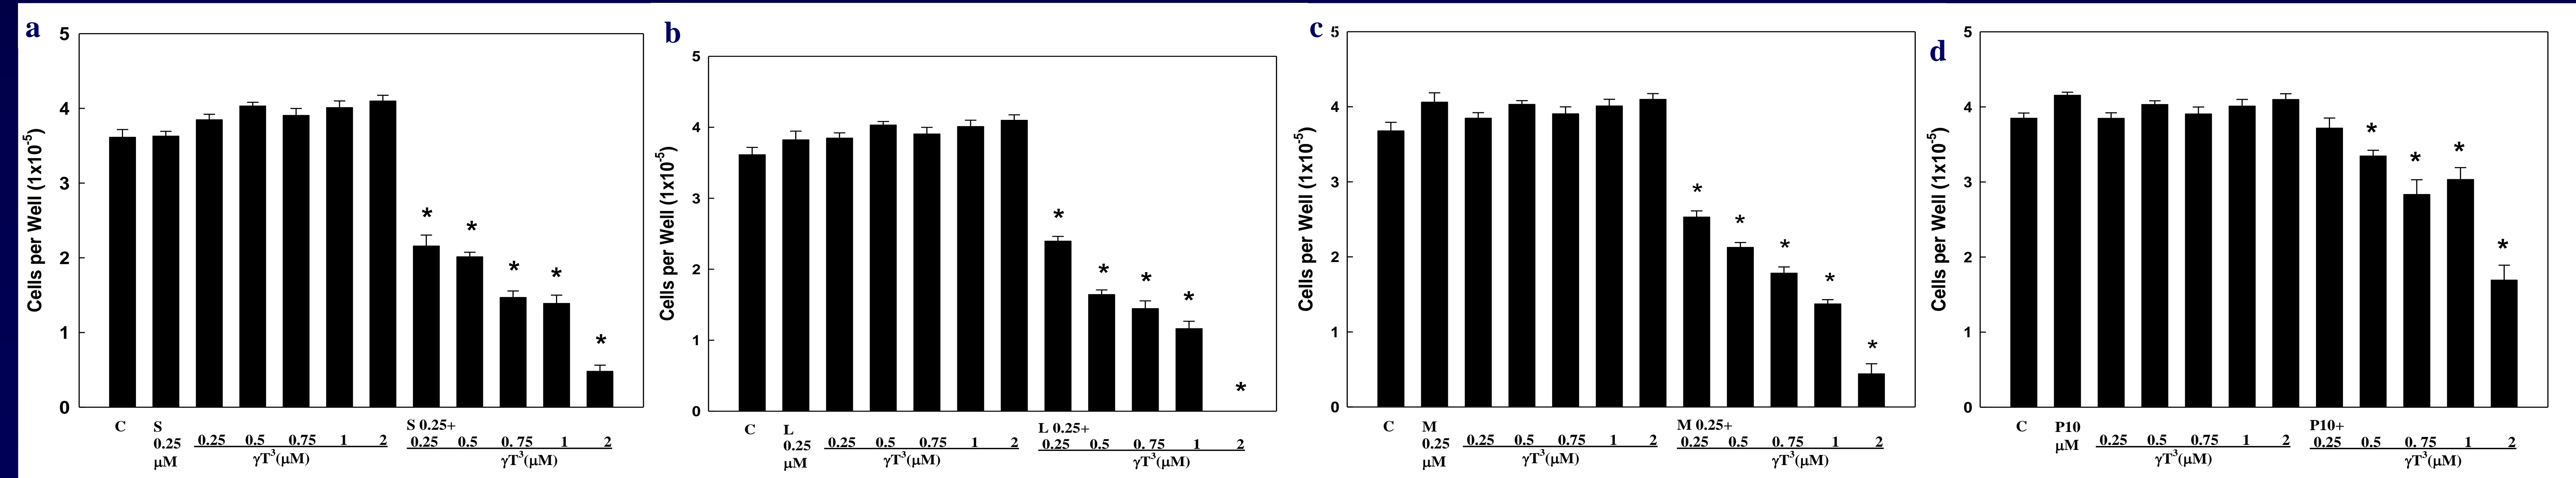 a
5
4
3
2
1
0
Cells per Well (1x10⁻⁵)
* * * * *
C S S 0.25+
0.25 0.25 0.5 0.75 1 2 0.25 0.5 0. 75 1 2
μM γT³(μM) γT³(μM)
b
5
4
3
2
1
0
Cells per Well (1x10⁻⁵)
* * * * *
C L L 0.25+
0.25 0.25 0.5 0.75 1 2 0.25 0.5 0. 75 1 2
μM γT³(μM) γT³(μM)
c
5
4
3
2
1
0
Cells per Well (1x10⁻⁵)
* * * * *
C M M 0.25+
0.25 0.25 0.5 0.75 1 2 0.25 0.5 0. 75 1 2
μM γT³(μM) γT³(μM)
d
5
4
3
2
1
0
Cells per Well (1x10⁻⁵)
* * * *
C P10 P10+
μM 0.25 0.5 0.75 1 2 0.25 0.5 0. 75 1 2
γT³(μM) γT³(μM)